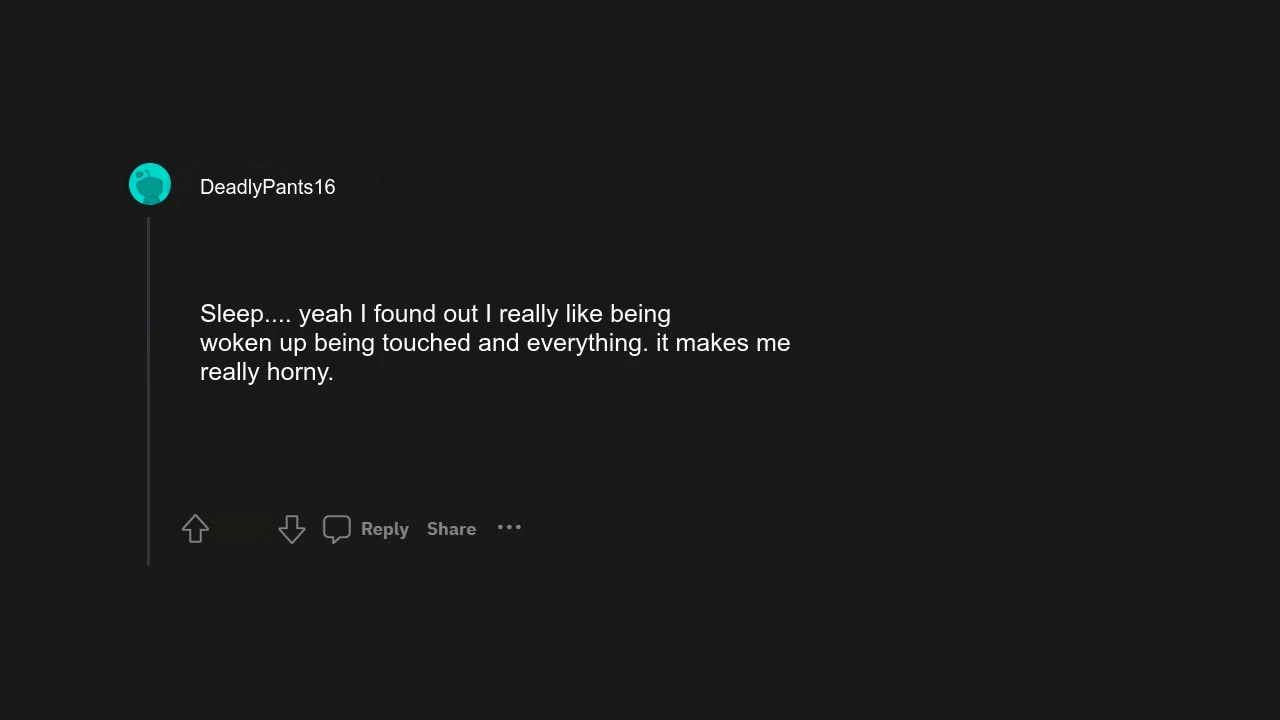 DeadlyPants16
Sleep.... yeah I found out I really like being
woken up being touched and everything. it makes me
really horny.
Reply Share